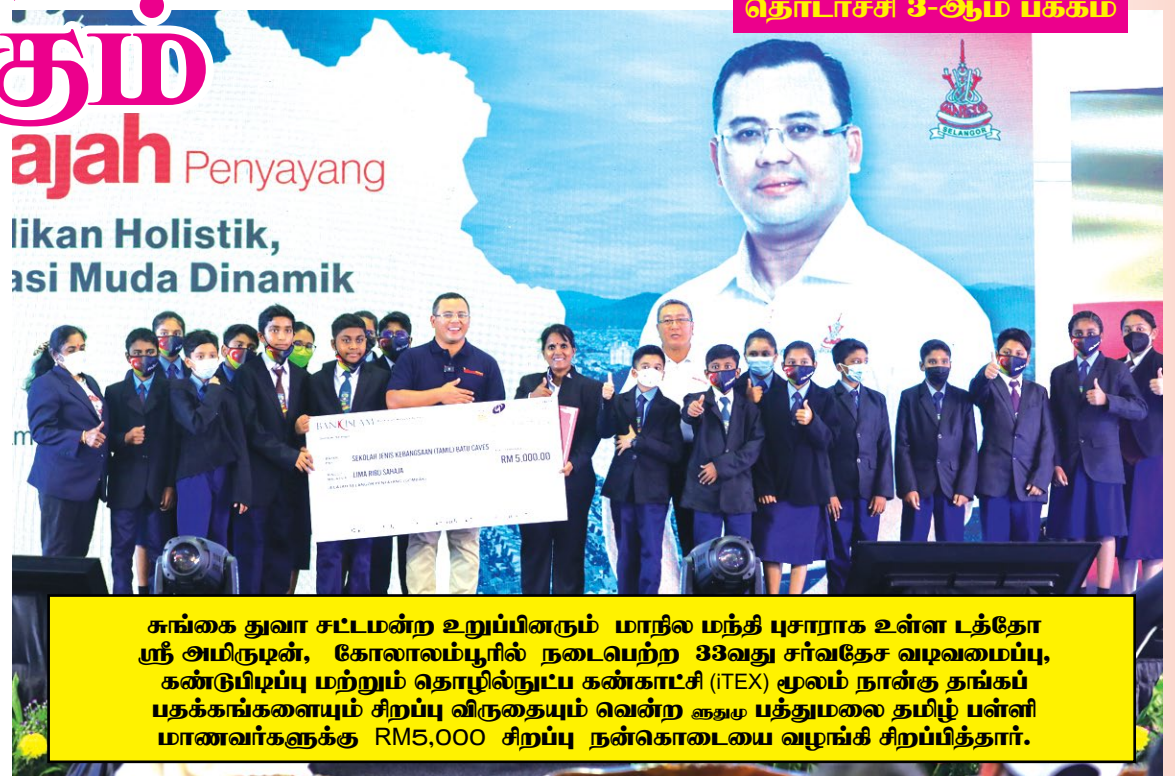 தொடர்ச்சி 3-ஆம் பக்கம்
கும்
ajah Penyayang
likan Holistik,
asi Muda Dinamik
SELANGOR
BANK ISLAM
SEKOLAH JENIS KEBANGSAAN (TAMIL) BATU CAVES
RM 5,000.00
LIMA RIBU SAHAJA
சுங்கை துவா சட்டமன்ற உறுப்பினரும் மாநில மந்தி புசாராக உள்ள டத்தோ
ஸ்ரீ அமிருடின், கோலாலம்பூரில் நடைபெற்ற 33வது சர்வதேச வடிவமைப்பு,
கண்டுபிடிப்பு மற்றும் தொழில்நுட்ப கண்காட்சி (iTEX) மூலம் நான்கு தங்கப்
பதக்கங்களையும் சிறப்பு விருதையும் வென்ற ளுதுமு பத்துமலை தமிழ் பள்ளி
மாணவர்களுக்கு RM5,000 சிறப்பு நன்கொடையை வழங்கி சிறப்பித்தார்.